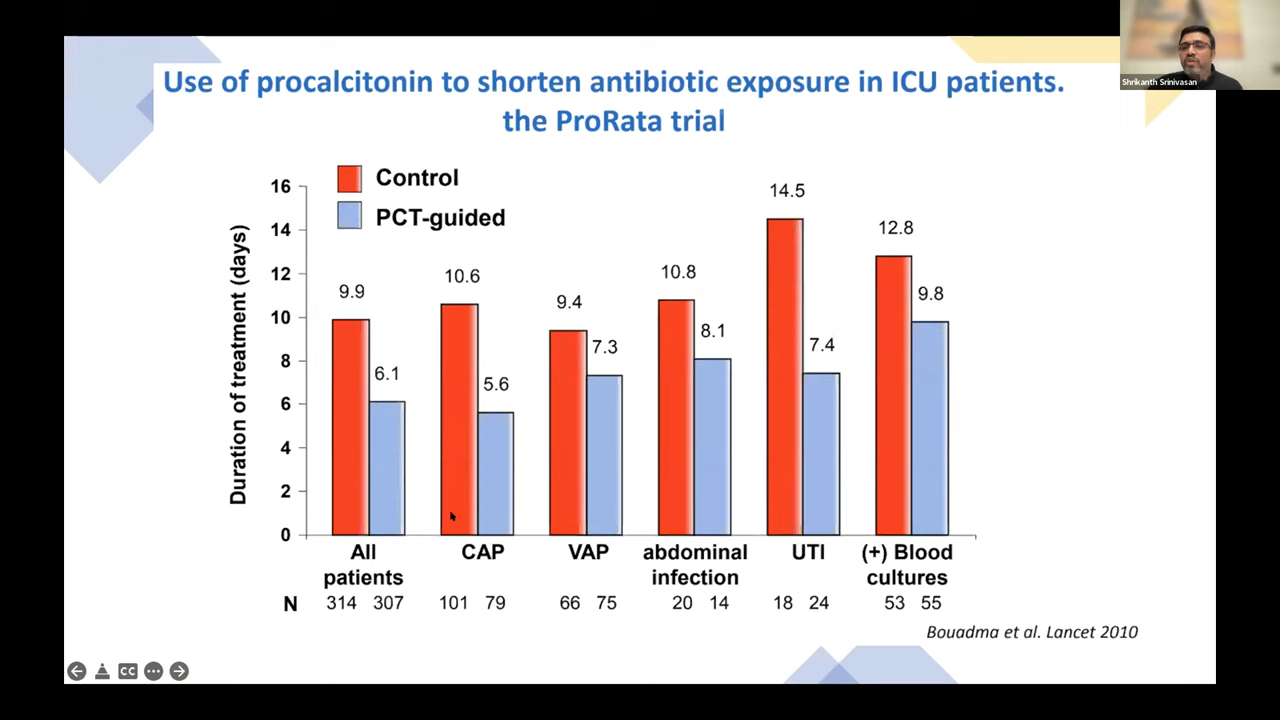 Shrikanth Srinivasan
Use of procalcitonin to shorten antibiotic exposure in ICU patients.
the ProRata trial
Control
PCT-guided
Duration of treatment (days)
16
14
12
10
8
6
4
2
0
9.9
6.1
10.6
5.6
9.4
7.3
10.8
8.1
14.5
7.4
12.8
9.8
All patients
CAP
VAP
abdominal infection
UTI
(+) Blood cultures
N 314 307 101 79 66 75 20 14 18 24 53 55
Bouadma et al. Lancet 2010
CC